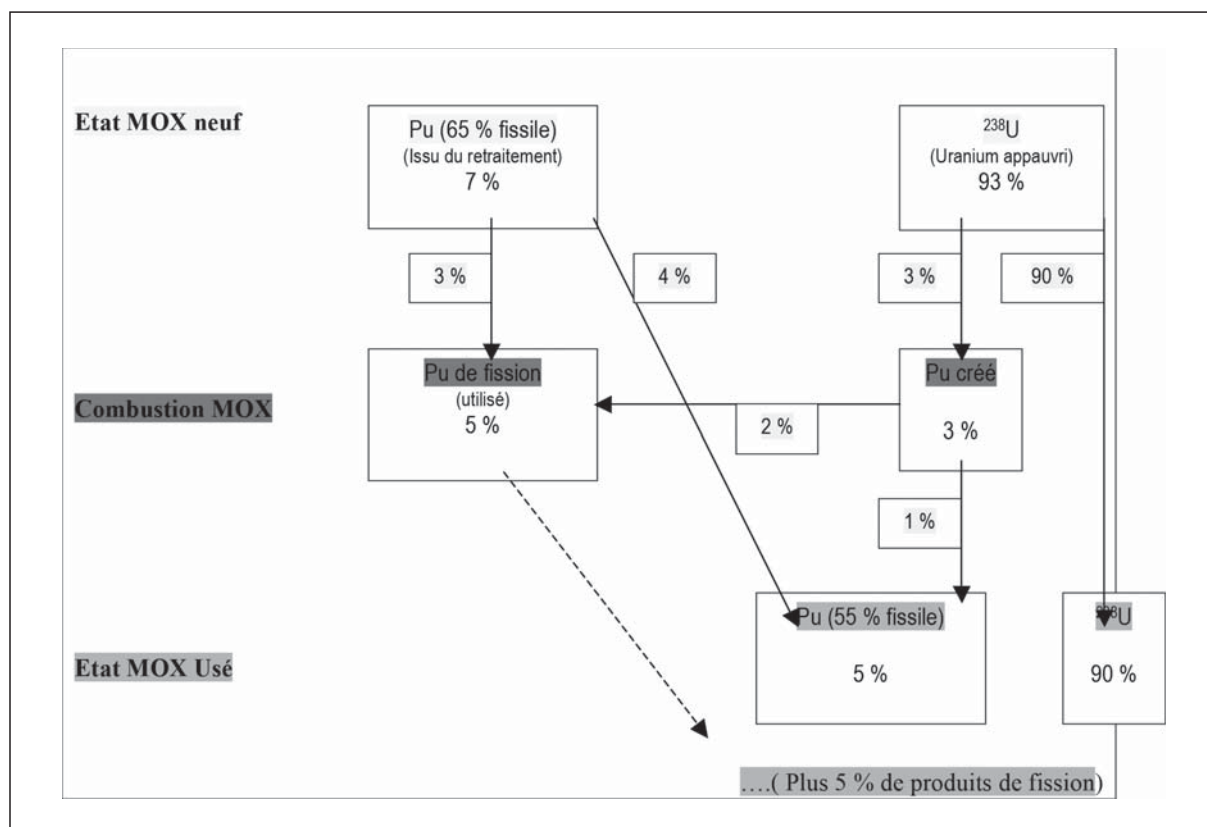 Etat MOX neuf
Pu (65 % fissile)
(Issu du retraitement)
7 %
²³⁸U
(Uranium appauvri)
93 %
3 %
4 %
3 %
90 %
Combustion MOX
Pu de fission
(utilisé)
5 %
2 %
Pu créé
3 %
1 %
Etat MOX Usé
Pu (55 % fissile)
5 %
²³⁸U
90 %
….( Plus 5 % de produits de fission)